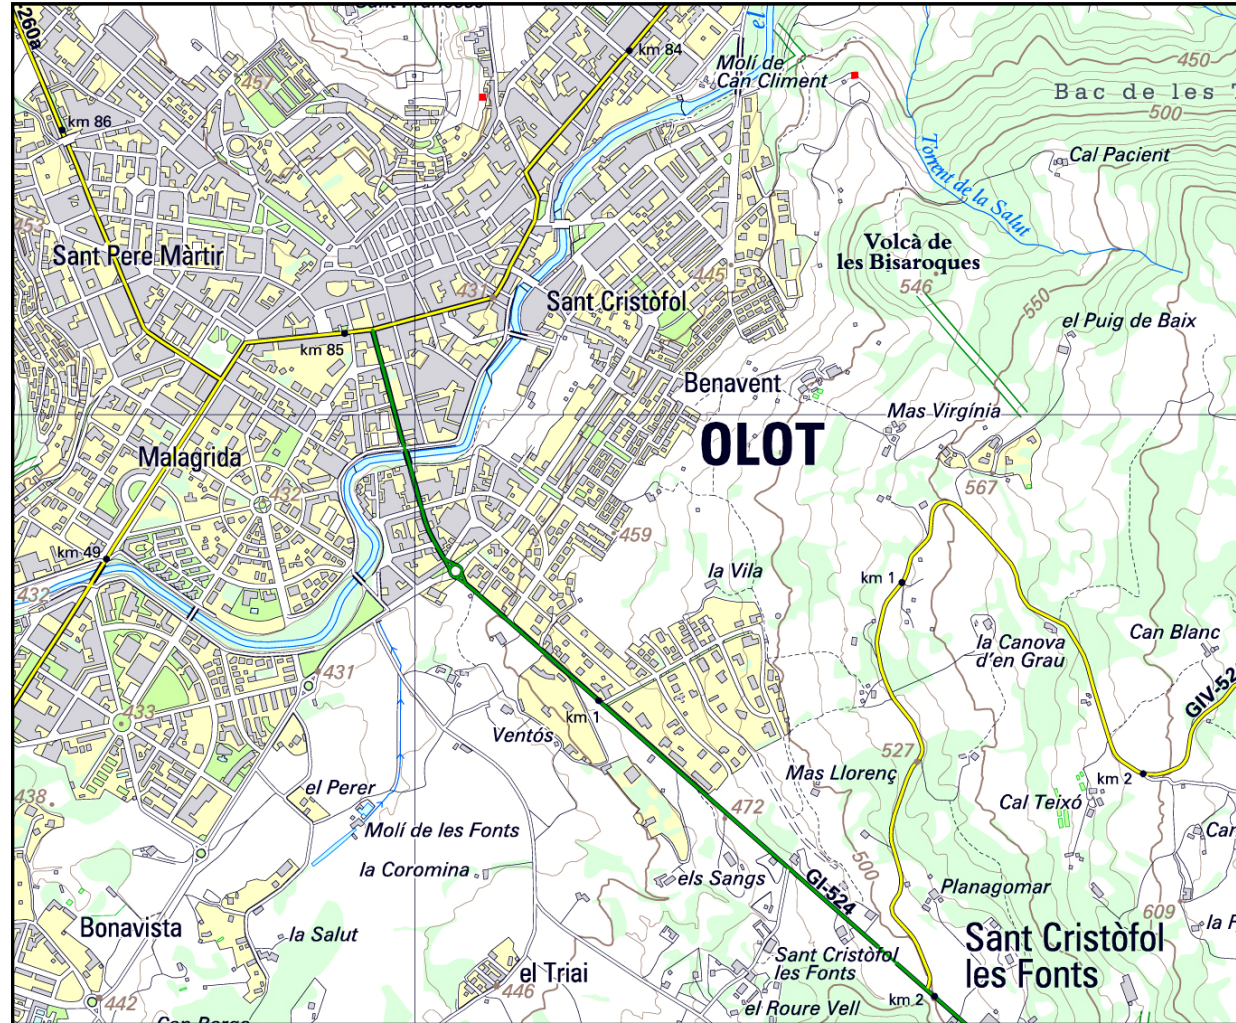 -260a
km 84
el
Molí de
Can Climent
457
450
Bac de les T
500
km 86
Cal Pacient
Torrent de la Salut
453
Sant Pere Màrtir
Volcà de
les Bisaroques
445
546
431
Sant Cristòfol
550
el Puig de Baix
km 85
Benavent
Mas Virgínia
OLOT
Malagrida
432
567
459
km 49
la Vila
km 1
432
la Canova
d'en Grau
Can Blanc
431
GIV-52
433
km 1
Ventós
527
Mas Llorenç
km 2
438
el Perer
472
Cal Teixó
Molí de les Fonts
Can
la Coromina
500
els Sangs
GI-524
Planagomar
609
Bonavista
la Salut
Sant Cristòfol
les Fonts
Sant Cristòfol
les Fonts
el Triai
446
442
km 2
el Roure Vell